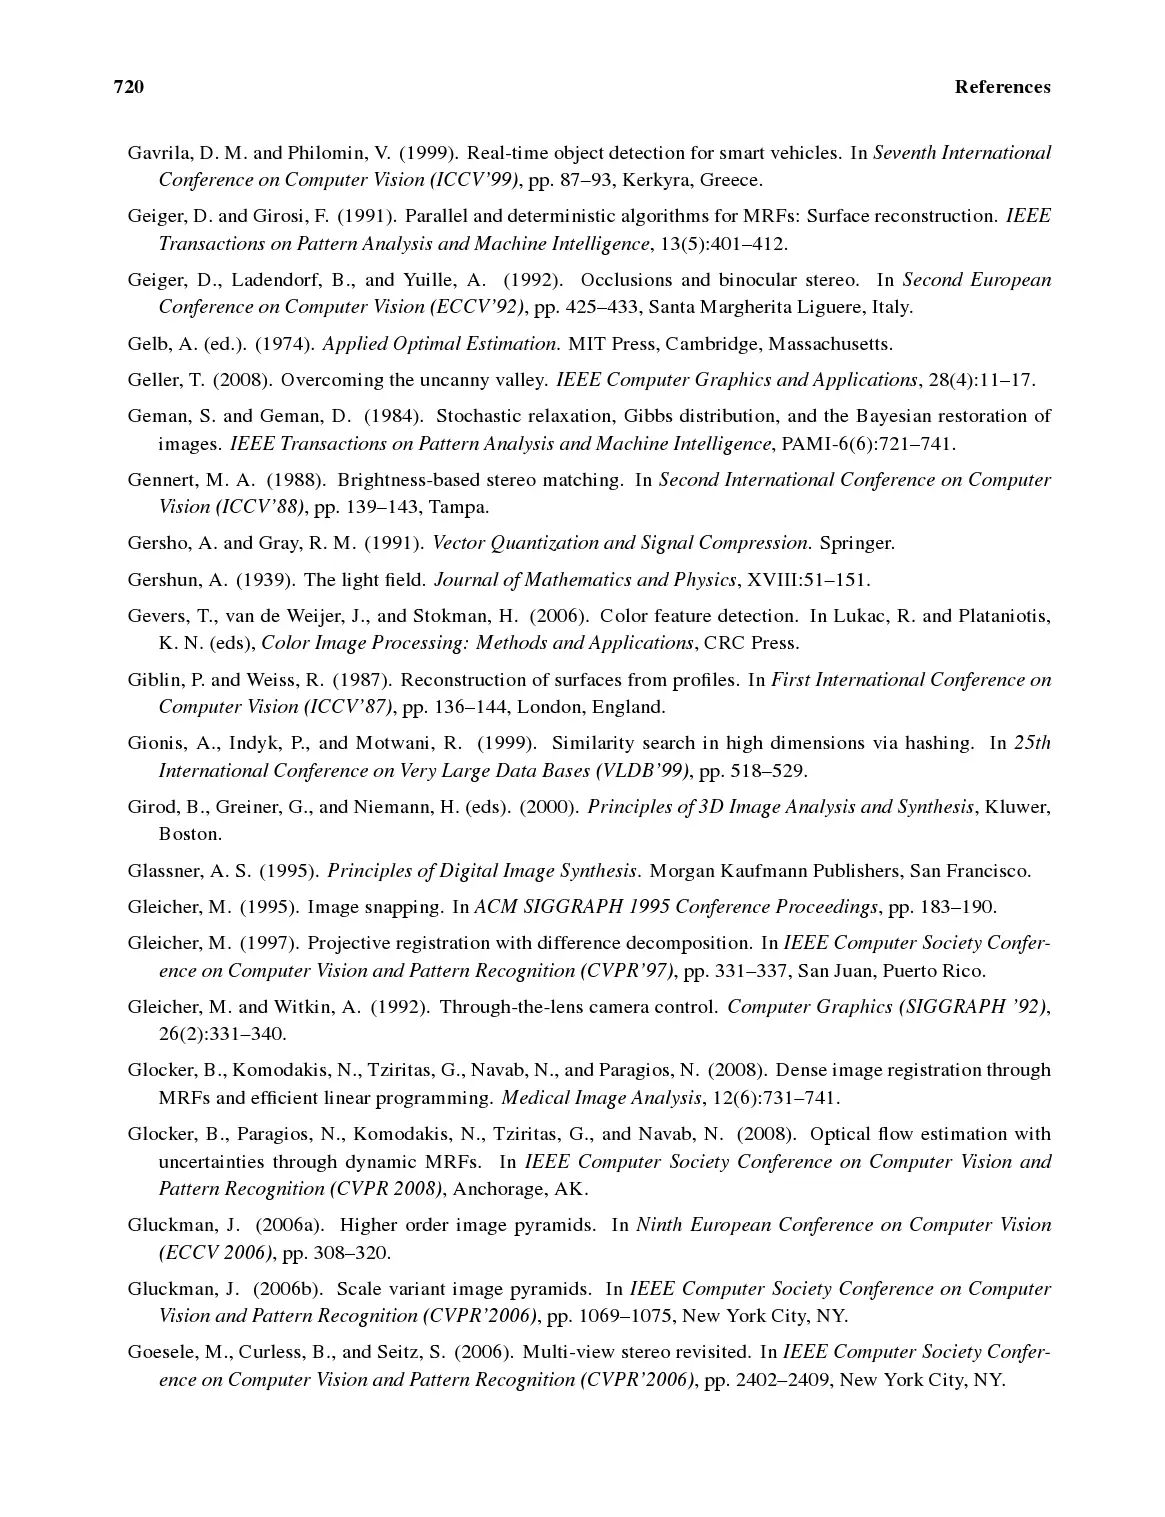 720 References
Gavrila, D. M. and Philomin, V. (1999). Real-time object detection for smart vehicles. In Seventh International
Conference on Computer Vision (ICCV’99), pp. 87–93, Kerkyra, Greece.
Geiger, D. and Girosi, F. (1991). Parallel and deterministic algorithms for MRFs: Surface reconstruction. IEEE
Transactions on Pattern Analysis and Machine Intelligence, 13(5):401–412.
Geiger, D., Ladendorf, B., and Yuille, A. (1992). Occlusions and binocular stereo. In Second European
Conference on Computer Vision (ECCV’92), pp. 425–433, Santa Margherita Liguere, Italy.
Gelb, A. (ed.). (1974). Applied Optimal Estimation. MIT Press, Cambridge, Massachusetts.
Geller, T. (2008). Overcoming the uncanny valley. IEEE Computer Graphics and Applications, 28(4):11–17.
Geman, S. and Geman, D. (1984). Stochastic relaxation, Gibbs distribution, and the Bayesian restoration of
images. IEEE Transactions on Pattern Analysis and Machine Intelligence, PAMI-6(6):721–741.
Gennert, M. A. (1988). Brightness-based stereo matching. In Second International Conference on Computer
Vision (ICCV’88), pp. 139–143, Tampa.
Gersho, A. and Gray, R. M. (1991). Vector Quantization and Signal Compression. Springer.
Gershun, A. (1939). The light field. Journal of Mathematics and Physics, XVIII:51–151.
Gevers, T., van de Weijer, J., and Stokman, H. (2006). Color feature detection. In Lukac, R. and Plataniotis,
K. N. (eds), Color Image Processing: Methods and Applications, CRC Press.
Giblin, P. and Weiss, R. (1987). Reconstruction of surfaces from profiles. In First International Conference on
Computer Vision (ICCV’87), pp. 136–144, London, England.
Gionis, A., Indyk, P., and Motwani, R. (1999). Similarity search in high dimensions via hashing. In 25th
International Conference on Very Large Data Bases (VLDB’99), pp. 518–529.
Girod, B., Greiner, G., and Niemann, H. (eds). (2000). Principles of 3D Image Analysis and Synthesis, Kluwer,
Boston.
Glassner, A. S. (1995). Principles of Digital Image Synthesis. Morgan Kaufmann Publishers, San Francisco.
Gleicher, M. (1995). Image snapping. In ACM SIGGRAPH 1995 Conference Proceedings, pp. 183–190.
Gleicher, M. (1997). Projective registration with difference decomposition. In IEEE Computer Society Confer-
ence on Computer Vision and Pattern Recognition (CVPR’97), pp. 331–337, San Juan, Puerto Rico.
Gleicher, M. and Witkin, A. (1992). Through-the-lens camera control. Computer Graphics (SIGGRAPH ’92),
26(2):331–340.
Glocker, B., Komodakis, N., Tziritas, G., Navab, N., and Paragios, N. (2008). Dense image registration through
MRFs and efficient linear programming. Medical Image Analysis, 12(6):731–741.
Glocker, B., Paragios, N., Komodakis, N., Tziritas, G., and Navab, N. (2008). Optical flow estimation with
uncertainties through dynamic MRFs. In IEEE Computer Society Conference on Computer Vision and
Pattern Recognition (CVPR 2008), Anchorage, AK.
Gluckman, J. (2006a). Higher order image pyramids. In Ninth European Conference on Computer Vision
(ECCV 2006), pp. 308–320.
Gluckman, J. (2006b). Scale variant image pyramids. In IEEE Computer Society Conference on Computer
Vision and Pattern Recognition (CVPR’2006), pp. 1069–1075, New York City, NY.
Goesele, M., Curless, B., and Seitz, S. (2006). Multi-view stereo revisited. In IEEE Computer Society Confer-
ence on Computer Vision and Pattern Recognition (CVPR’2006), pp. 2402–2409, New York City, NY.